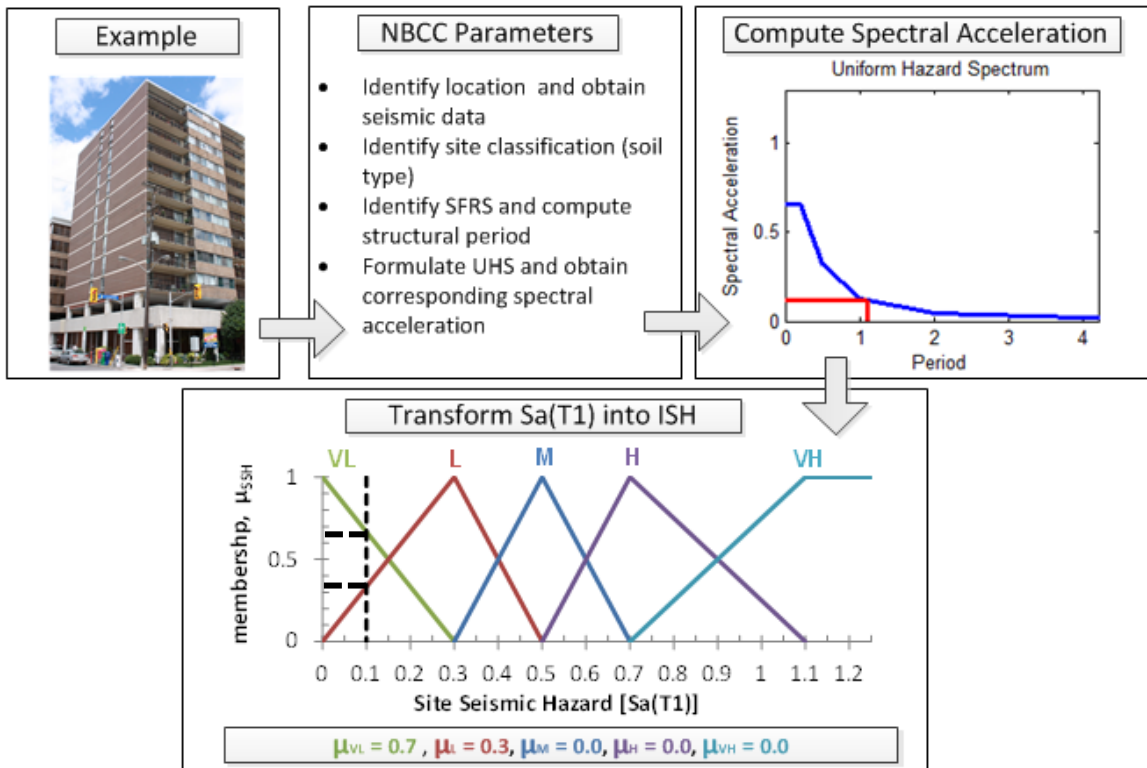 Example
NBCC Parameters
• Identify location and obtain
seismic data
• Identify site classification (soil
type)
• Identify SFRS and compute
structural period
• Formulate UHS and obtain
corresponding spectral
acceleration
Compute Spectral Acceleration
Uniform Hazard Spectrum
Spectral Acceleration
1
0.5
0
0 1 2 3 4
Period
Transform Sa(T1) into ISH
VL L M H VH
membershp, μSSH
1
0.5
0
0 0.1 0.2 0.3 0.4 0.5 0.6 0.7 0.8 0.9 1 1.1 1.2
Site Seismic Hazard [Sa(T1)]
μVL = 0.7 , μL = 0.3, μM = 0.0, μH = 0.0, μVH = 0.0